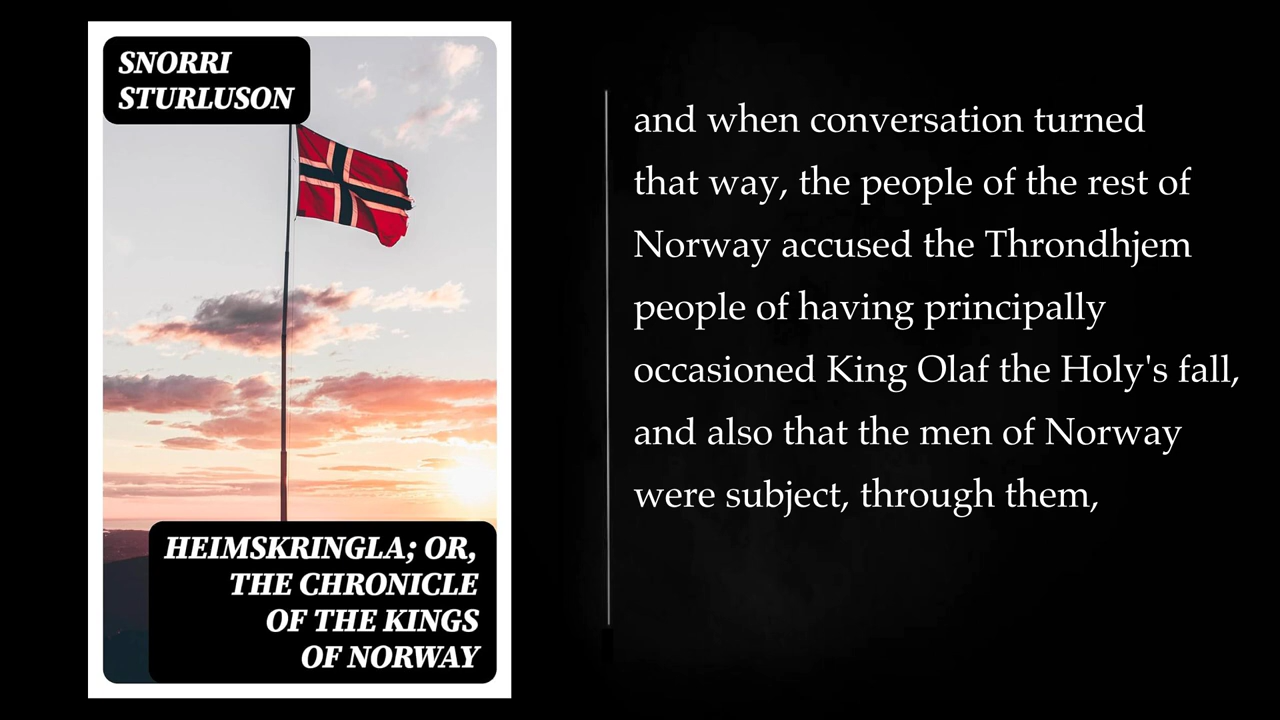 SNORRI
STURLUSON
HEIMSKRINGLA; OR,
THE CHRONICLE
OF THE KINGS
OF NORWAY
and when conversation turned
that way, the people of the rest of
Norway accused the Throndhjem
people of having principally
occasioned King Olaf the Holy's fall,
and also that the men of Norway
were subject, through them,